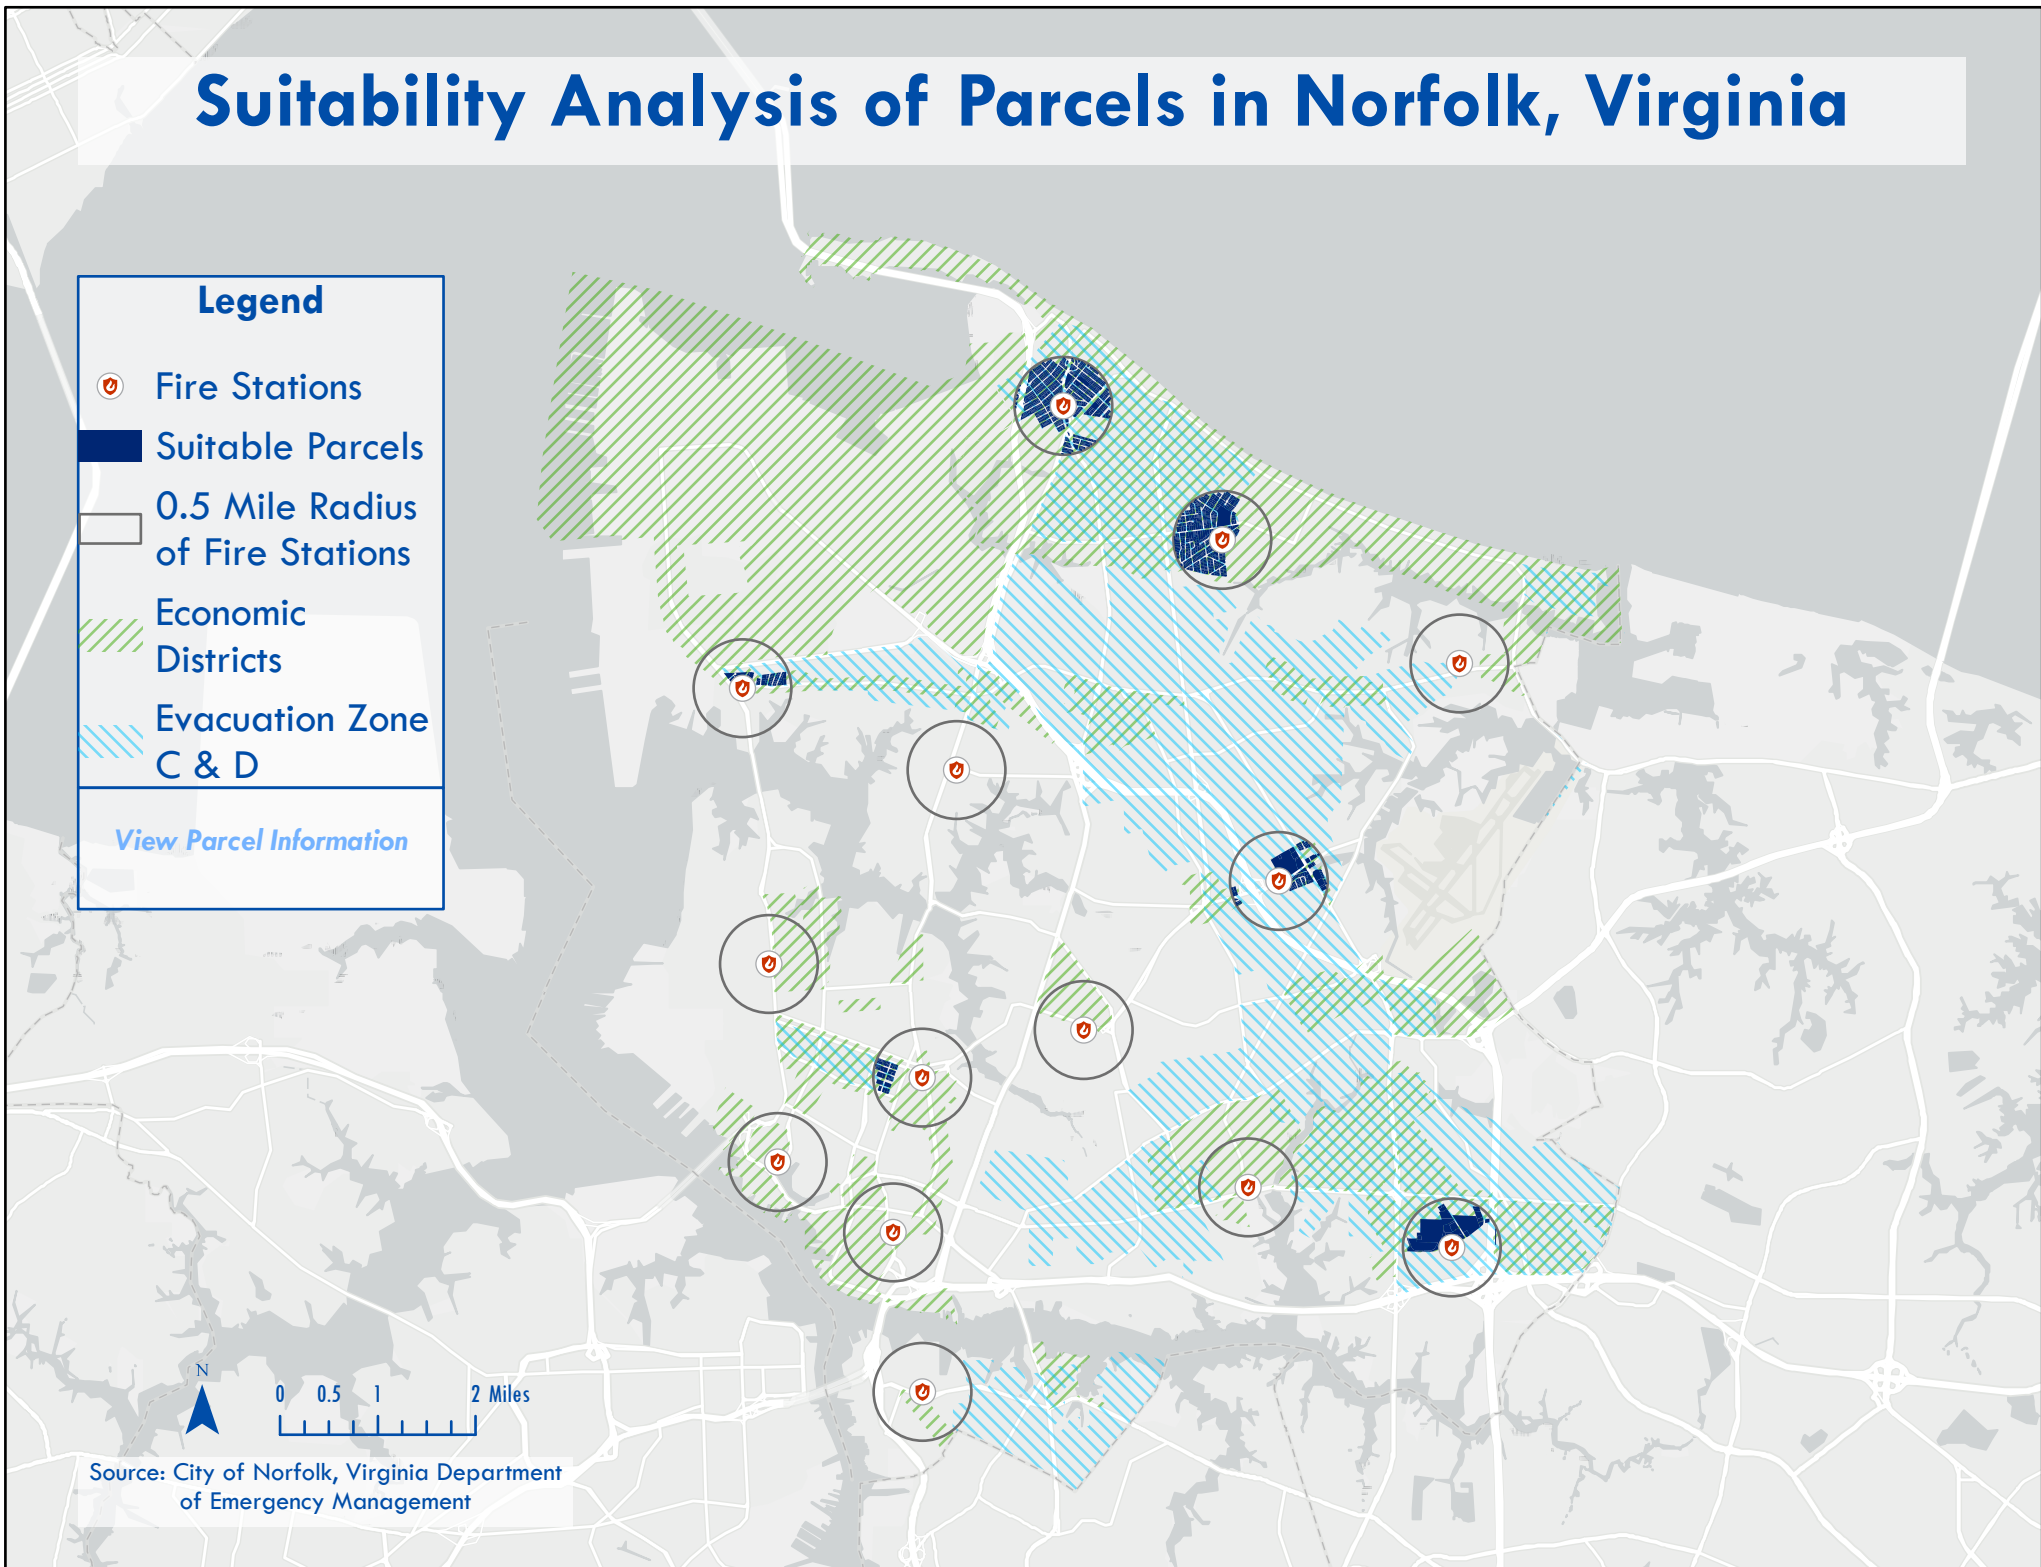 Suitability Analysis of Parcels in Norfolk, Virginia
Legend
Fire Stations
Suitable Parcels
0.5 Mile Radius
of Fire Stations
Economic
Districts
Evacuation Zone
C & D
View Parcel Information
N
0 0.5 1 2 Miles
Source: City of Norfolk, Virginia Department
of Emergency Management